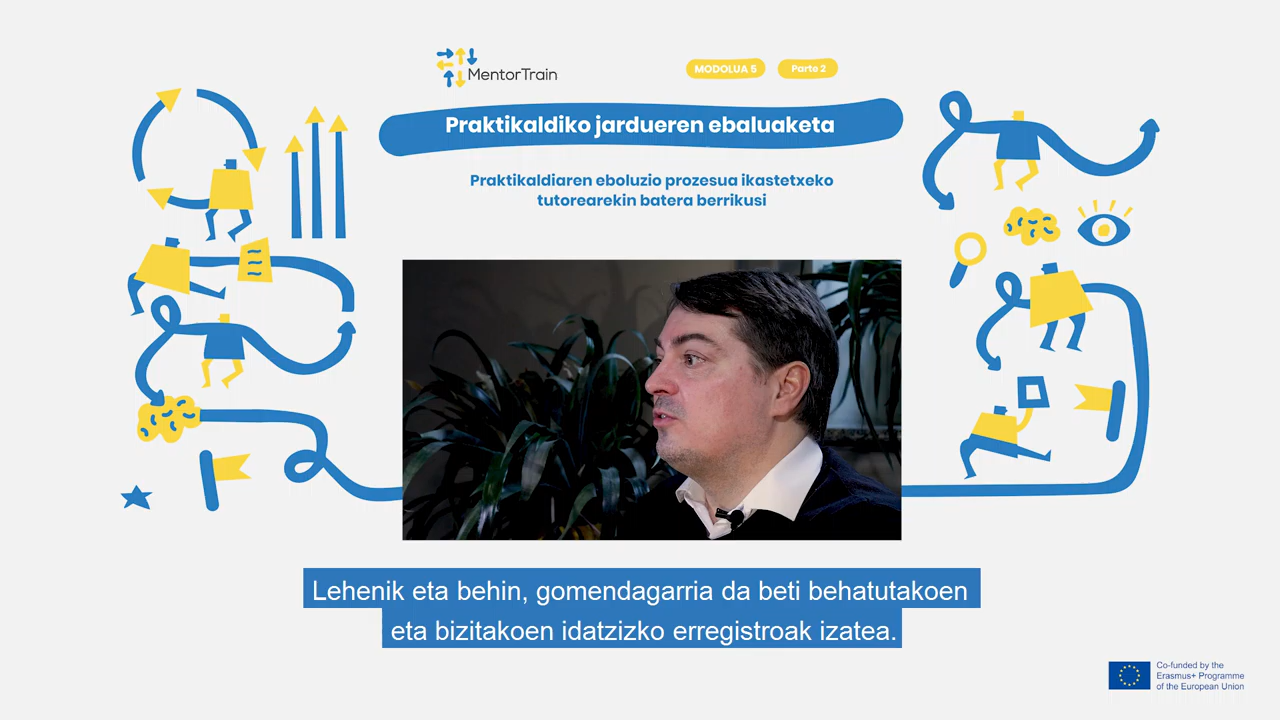 MentorTrain
MODOLUA 5
Parte 2
Praktikaldiko jardueren ebaluaketa
Praktikaldiaren eboluzio prozesua ikastetxeko
tutorearekin batera berrikusi
Lehenik eta behin, gomendagarria da beti behatutakoen
eta bizitakoen idatzizko erregistroak izatea.
Co-funded by the
Erasmus+ Programme
of the European Union